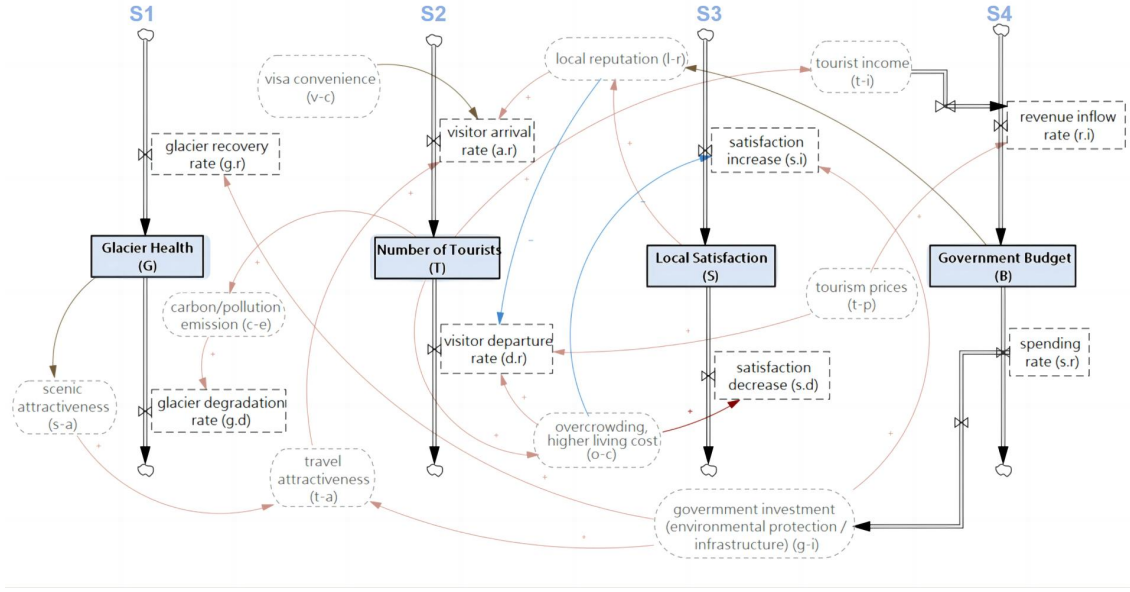 S1
S2
S3
S4
visa convenience
(v-c)
local reputation (l-r)
tourist income
(t-i)
glacier recovery
rate (g.r)
visitor arrival
rate (a.r)
satisfaction
increase (s.i)
revenue inflow
rate (r.i)
Glacier Health
(G)
Number of Tourists
(T)
Local Satisfaction
(S)
Government Budget
(B)
carbon/pollution
emission (c-e)
tourism prices
(t-p)
visitor departure
rate (d.r)
spending
rate (s.r)
scenic
attractiveness
(s-a)
glacier degradation
rate (g.d)
satisfaction
decrease (s.d)
overcrowding,
higher living cost
(o-c)
travel
attractiveness
(t-a)
govermment investment
(environmental protection /
infrastructure) (g-i)